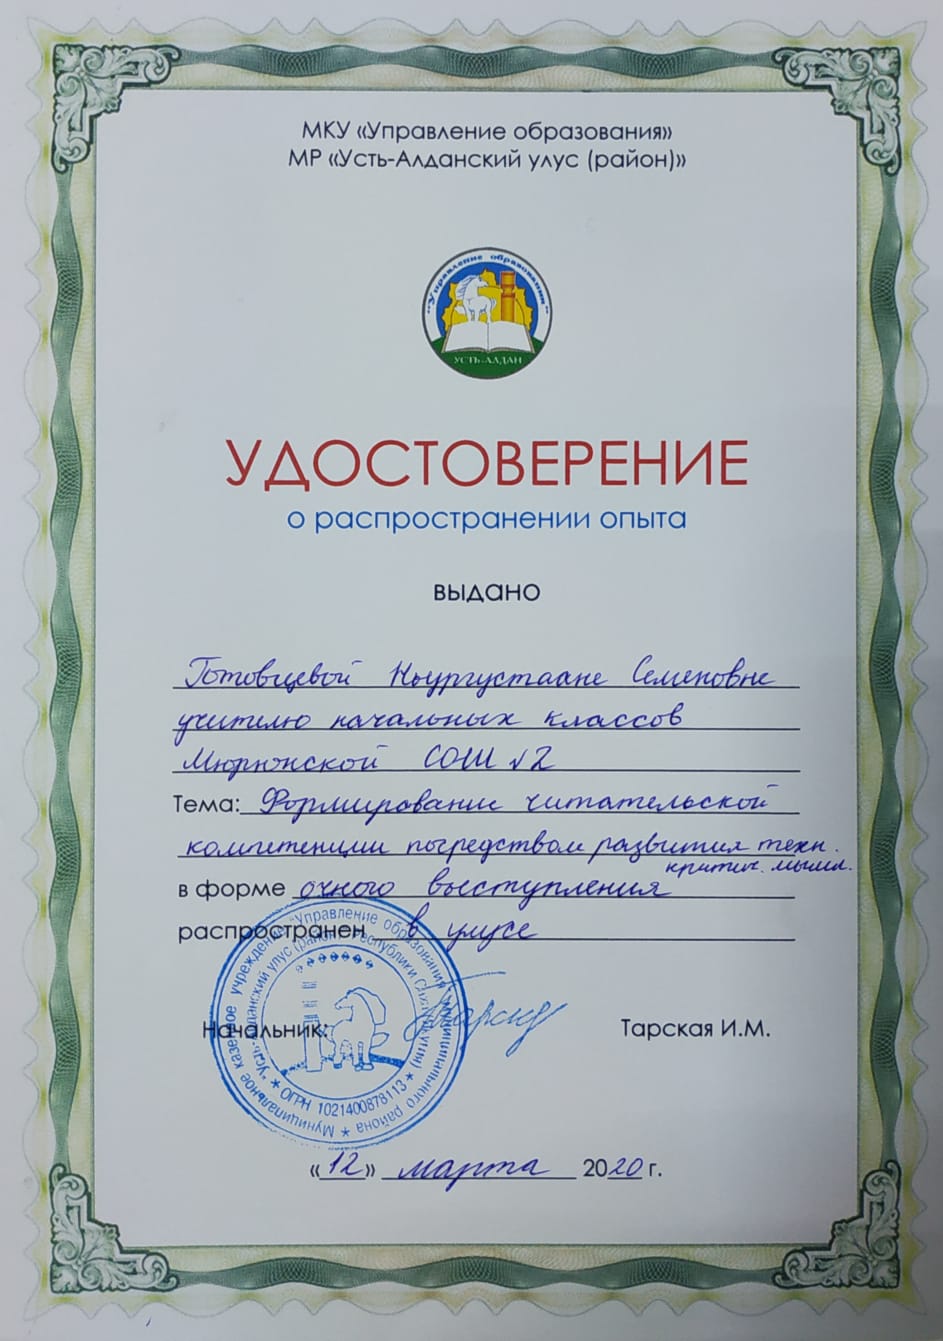 МКУ «Управление образования»
МР «Усть-Алданский улус (район)»
"Управление образования"
УСТЬ-АЛДАН
УДОСТОВЕРЕНИЕ
о распространении опыта
выдано
Готовцевой Ньургустаане Семеновне
учителю начальных классов
Мюрюнской СОШ №2
Тема: Формирование читательской
компетенции посредством развития техн.
критич. мышл.
в форме очного выступления
распространен в улусе
Начальник: Тарская И.М.
Муниципальное казенное учреждение "Управление образования" муниципального района
"Усть-Алданский улус (район)" Республики Саха (Якутия)
ОГРН 1021400878113
«12» марта 2020 г.